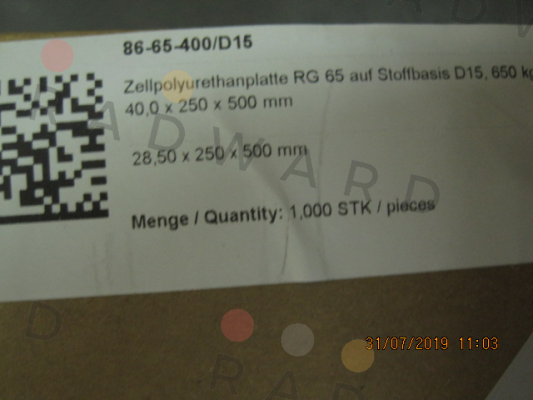 86-65-400/D15
Zellpolyurethanplatte RG 65 auf Stoffbasis D15, 650
40,0 x 250 x 500 mm
28,50 x 250 x 500 mm
Menge / Quantity: 1,000 STK / pieces
RADWARD
31/07/2019 11:03